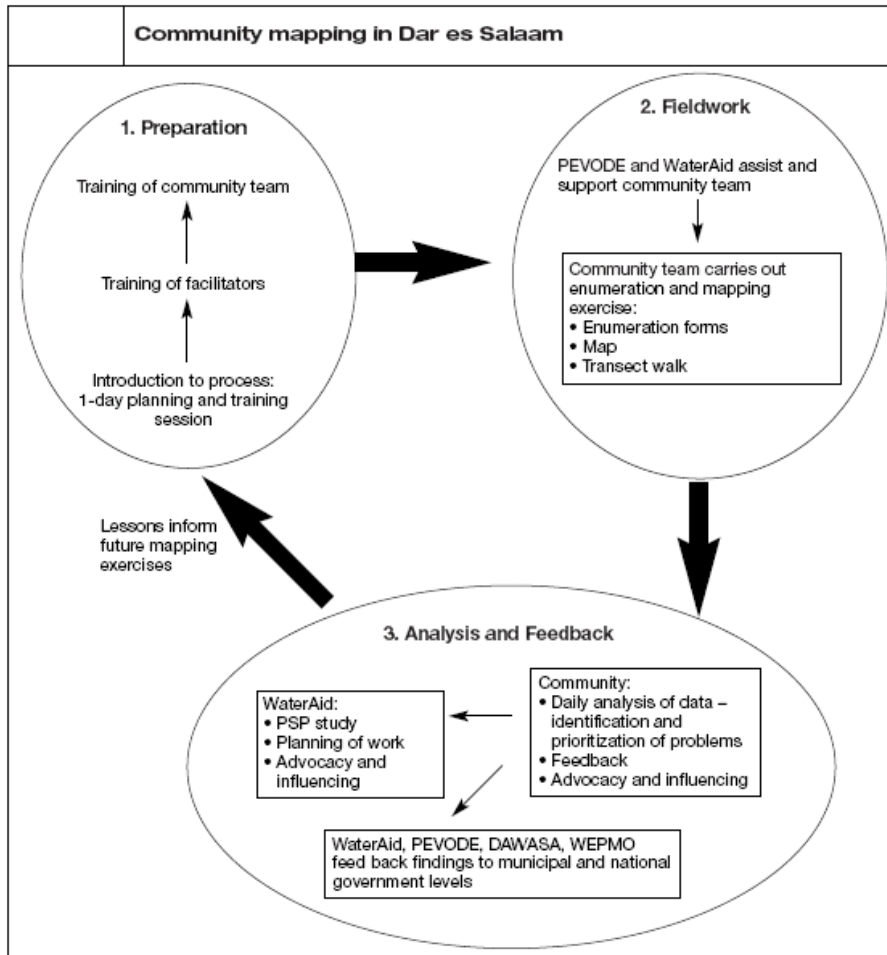 Community mapping in Dar es Salaam
1. Preparation
Training of community team
Training of facilitators
Introduction to process:
1-day planning and training
session
2. Fieldwork
PEVODE and WaterAid assist and
support community team
Community team carries out
enumeration and mapping
exercise:
• Enumeration forms
• Map
• Transect walk
Lessons inform
future mapping
exercises
3. Analysis and Feedback
WaterAid:
• PSP study
• Planning of work
• Advocacy and
influencing
Community:
• Daily analysis of data –
identification and
prioritization of problems
• Feedback
• Advocacy and influencing
WaterAid, PEVODE, DAWASA, WEPMO
feed back findings to municipal and national
government levels